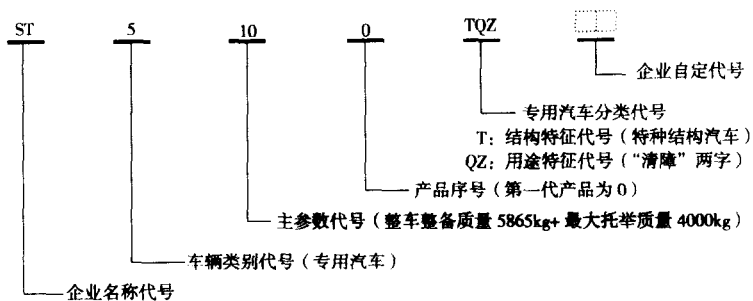 ST 5 10 0 TQZ
企业自定代号
专用汽车分类代号
T：结构特征代号（特种结构汽车）
QZ：用途特征代号（“清障”两字）
产品序号（第一代产品为0）
主参数代号（整车整备质量5865kg+最大托举质量4000kg）
车辆类别代号（专用汽车）
企业名称代号